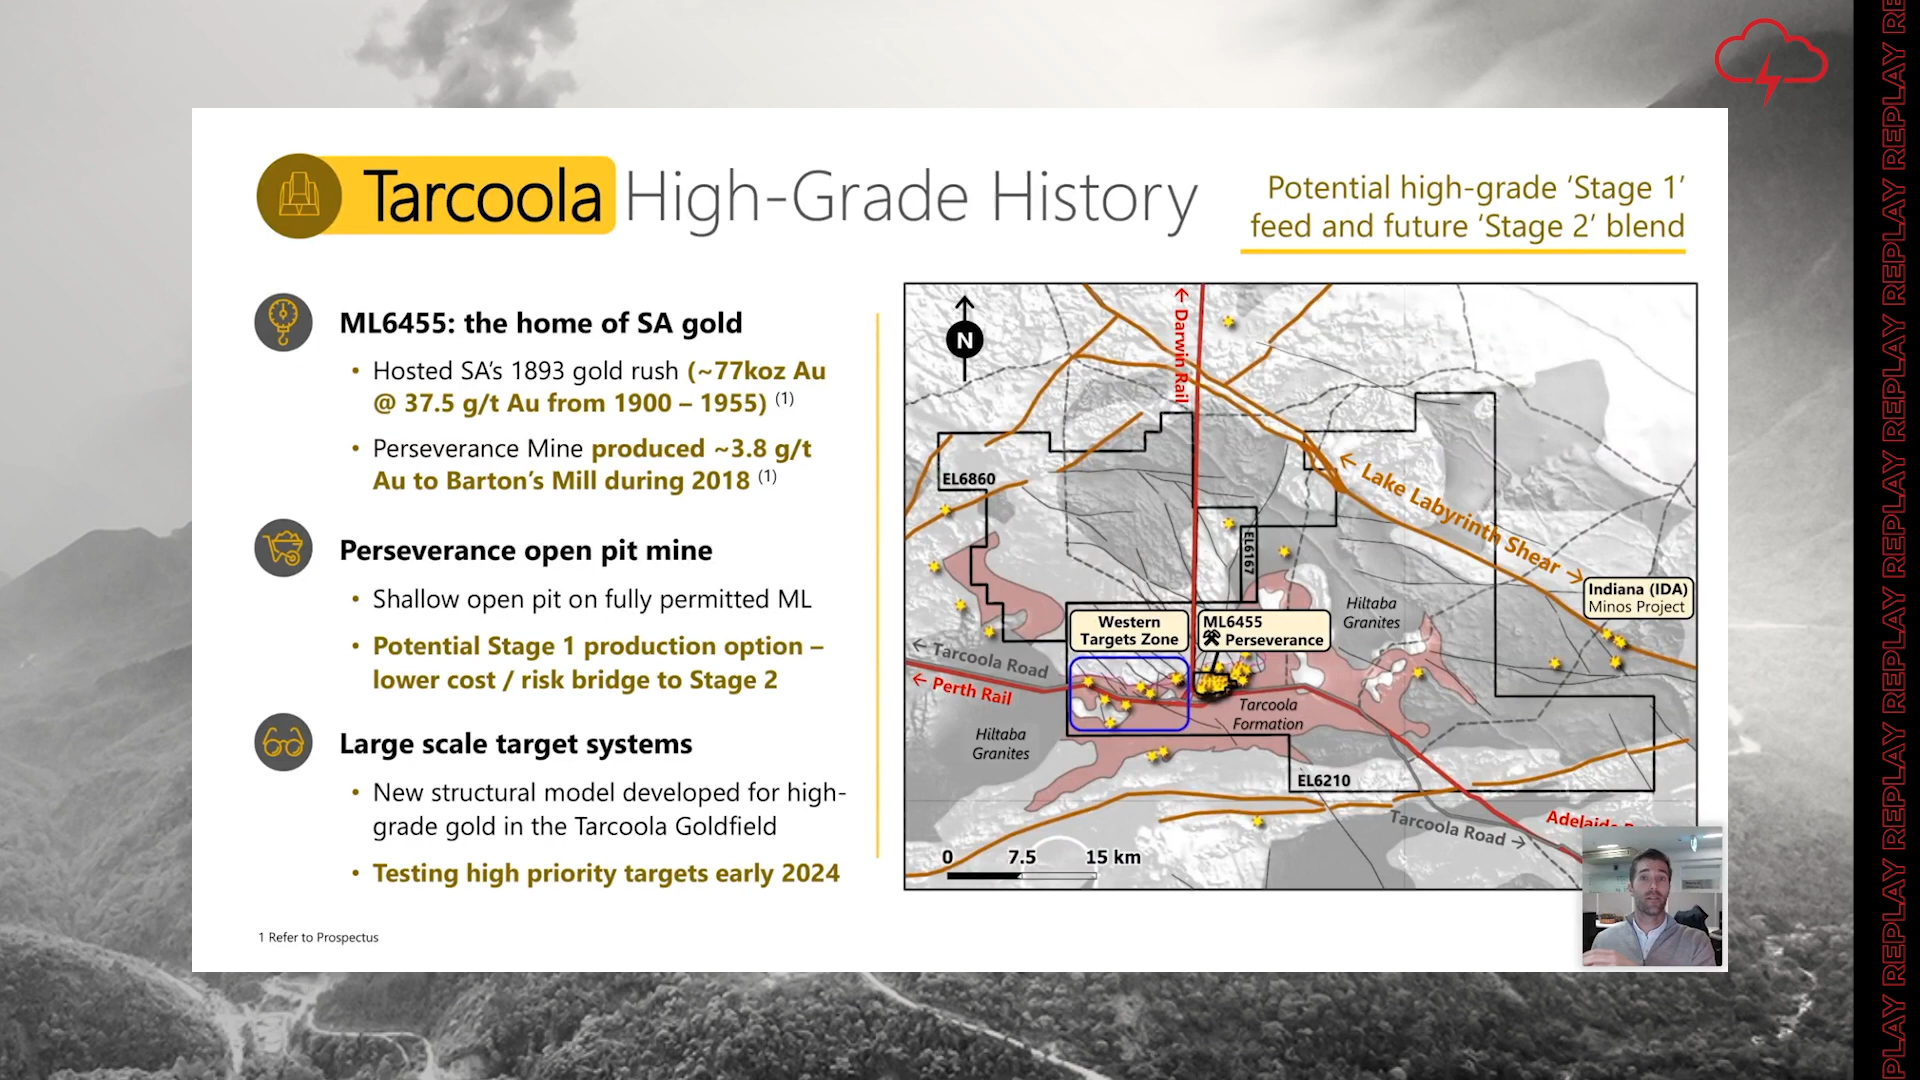 Tarcoola High-Grade History
Potential high-grade ‘Stage 1’
feed and future ‘Stage 2’ blend
ML6455: the home of SA gold
• Hosted SA’s 1893 gold rush (~77koz Au
@ 37.5 g/t Au from 1900 – 1955) (1)
• Perseverance Mine produced ~3.8 g/t
Au to Barton’s Mill during 2018 (1)
Perseverance open pit mine
• Shallow open pit on fully permitted ML
• Potential Stage 1 production option –
lower cost / risk bridge to Stage 2
Large scale target systems
• New structural model developed for high-
grade gold in the Tarcoola Goldfield
• Testing high priority targets early 2024
1 Refer to Prospectus
N
← Darwin Rail
EL6860
← Lake Labyrinth Shear →
EL6167
Indiana (IDA)
Minos Project
Hiltaba
Granites
Western
Targets Zone
ML6455
Perseverance
← Tarcoola Road
← Perth Rail
Tarcoola
Formation
Hiltaba
Granites
EL6210
Tarcoola Road →
Adelaide
0 7.5 15 km
REPLAY REPLAY REPLAY REPLAY REPLAY REPLAY REPLAY REPLAY